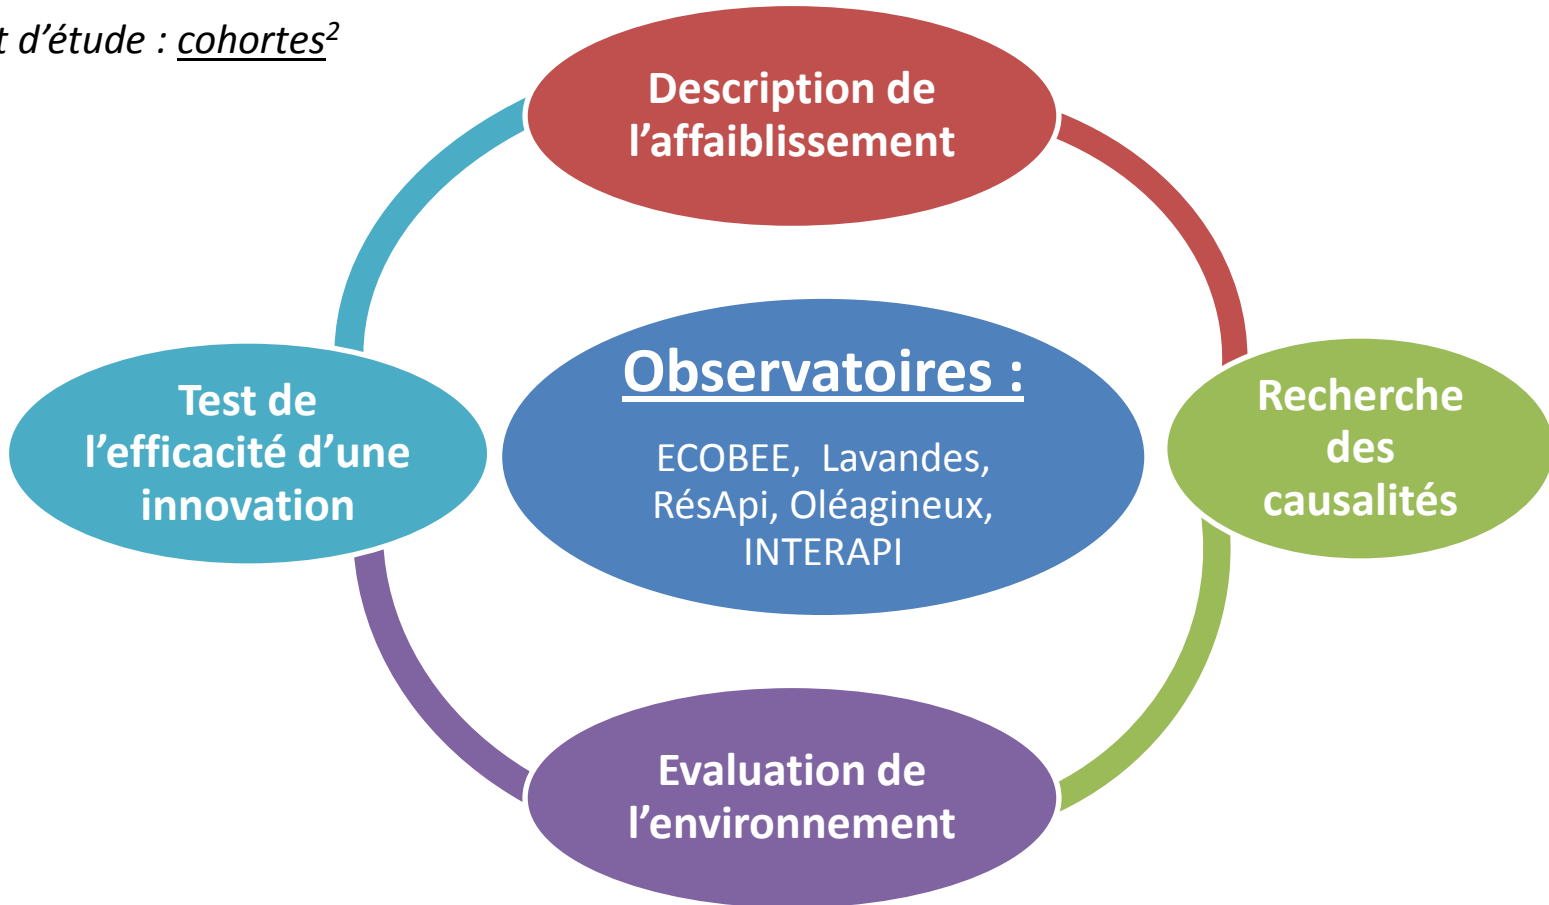 t d’étude : cohortes²
Description de
l’affaiblissement
Observatoires :
ECOBEE, Lavandes,
RésApi, Oléagineux,
INTERAPI
Test de
l’efficacité d’une
innovation
Recherche
des
causalités
Evaluation de
l’environnement